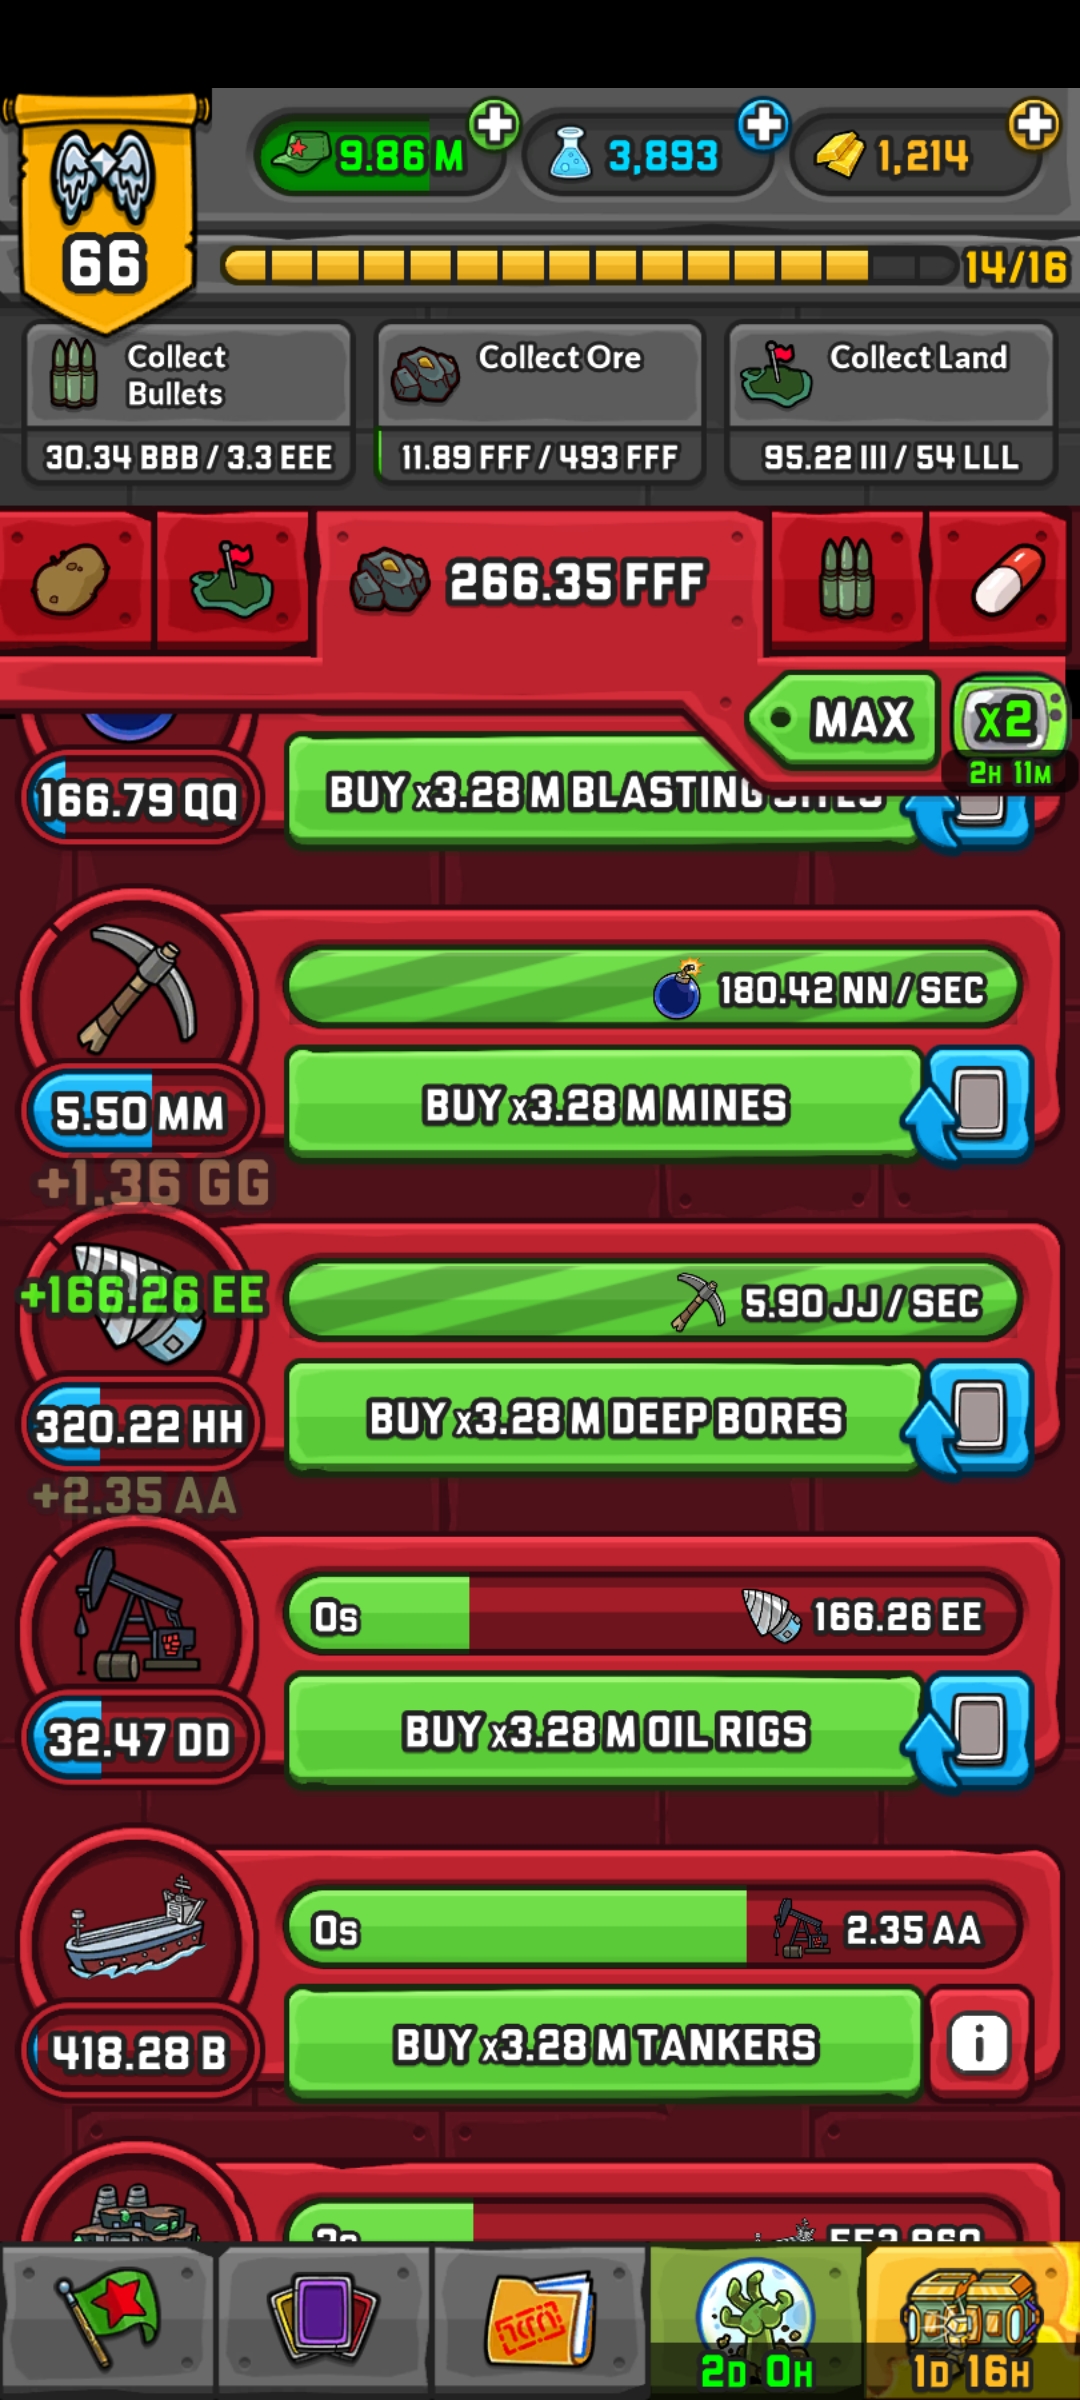 9.86 M
3,893
1,214
66
14/16
Collect
Bullets
Collect Ore
Collect Land
30.34 BBB / 3.3 EEE
11.89 FFF / 493 FFF
95.22 III / 54 LLL
266.35 FFF
MAX
x2
2H 11M
166.79 QQ
BUY x3.28 M BLASTING SITES
180.42 NN / SEC
5.50 MM
BUY x3.28 M MINES
+1.36 GG
+166.26 EE
5.90 JJ / SEC
320.22 HH
BUY x3.28 M DEEP BORES
+2.35 AA
0s
166.26 EE
32.47 DD
BUY x3.28 M OIL RIGS
0s
2.35 AA
418.28 B
BUY x3.28 M TANKERS
i
2D 0H
1D 16H